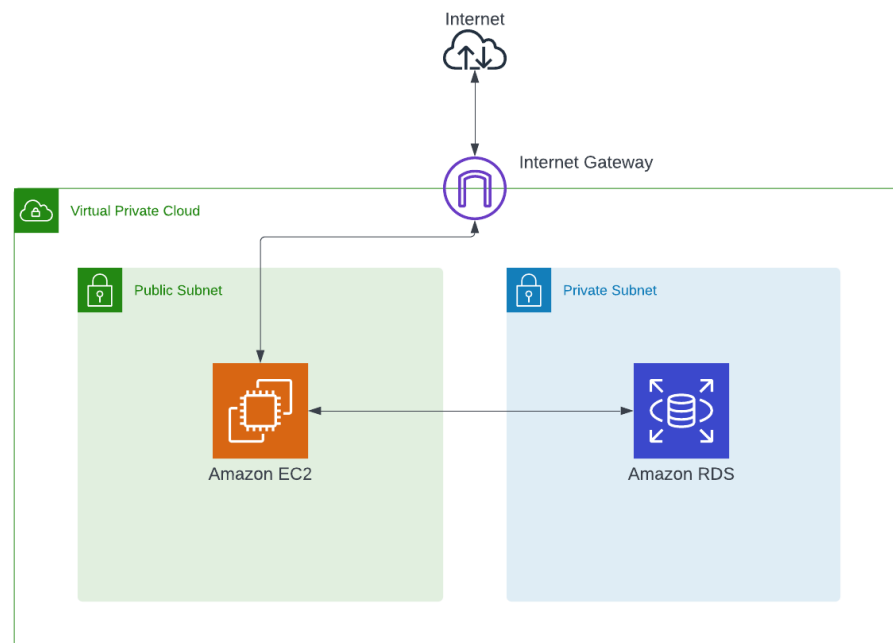 Internet
Internet Gateway
Virtual Private Cloud
Public Subnet
Private Subnet
Amazon EC2
Amazon RDS